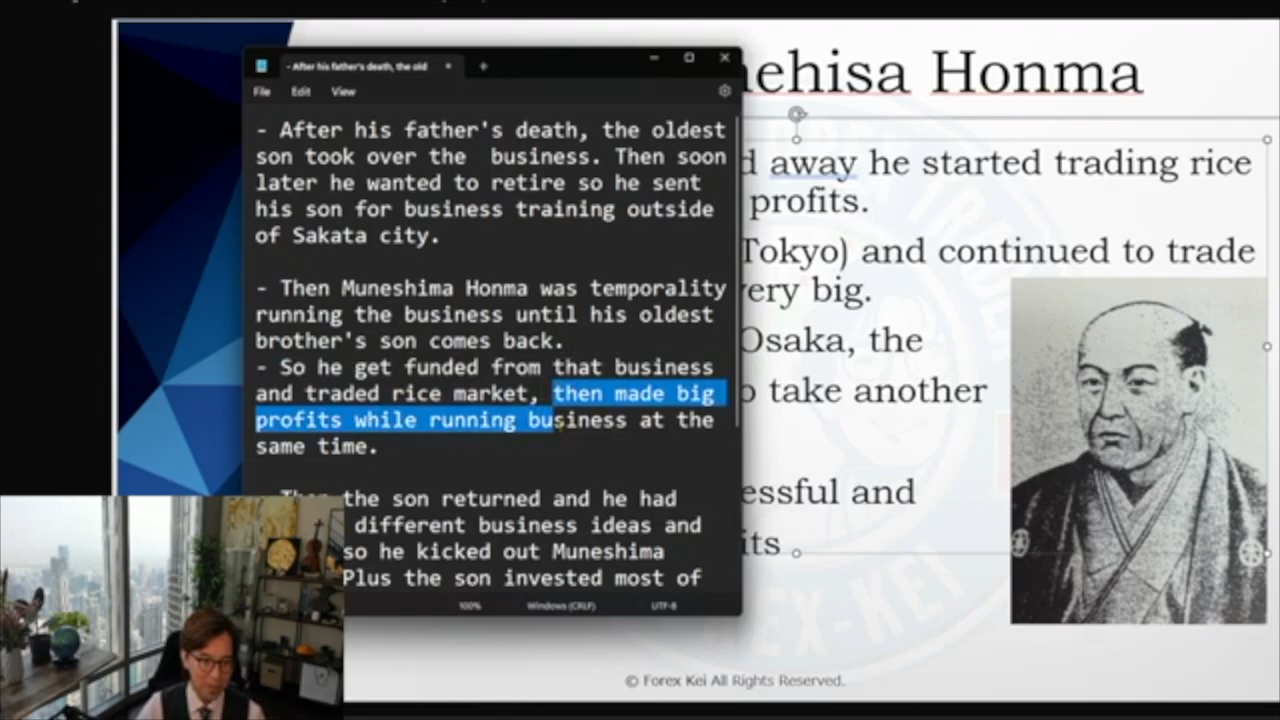 - After his father's death, the old
File Edit View
- After his father's death, the oldest
son took over the business. Then soon
later he wanted to retire so he sent
his son for business training outside
of Sakata city.
- Then Muneshima Honma was temporality
running the business until his oldest
brother's son comes back.
- So he get funded from that business
and traded rice market, then made big
profits while running business at the
same time.
the son returned and he had
different business ideas and
so he kicked out Muneshima
Plus the son invested most of
100% Windows (CRLF) UTF-8
Honma
away he started trading rice
profits.
Tokyo) and continued to trade
very big.
Osaka, the
take another
© Forex Kei All Rights Reserved.